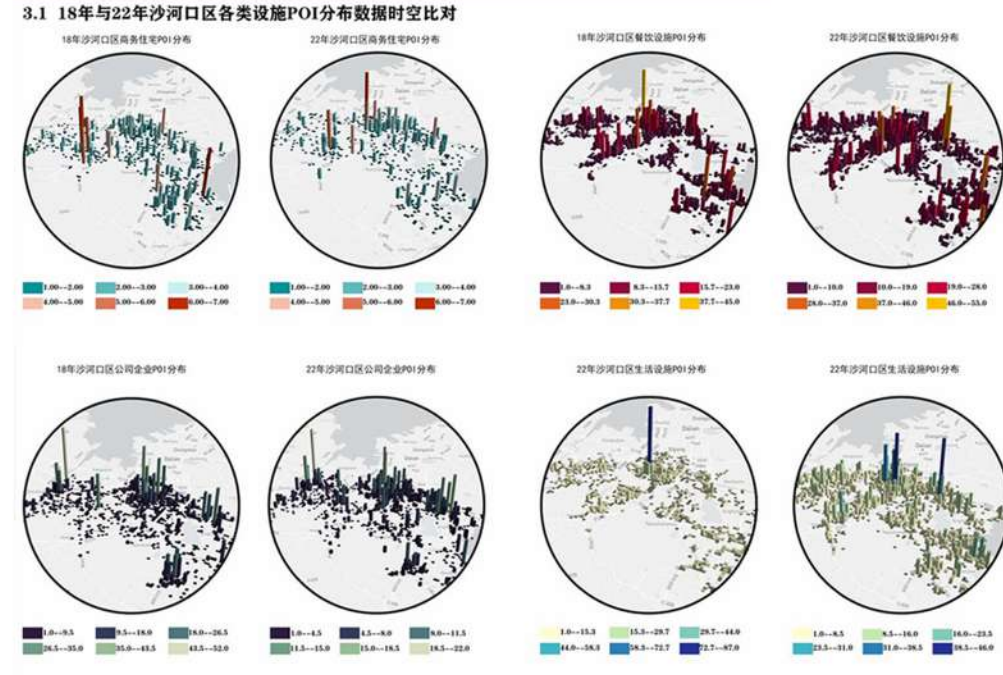 3.1 18年与22年沙河口区各类设施POI分布数据时空比对
18年沙河口区商务住宅POI分布
22年沙河口区商务住宅POI分布
18年沙河口区餐饮设施POI分布
22年沙河口区餐饮设施POI分布
1.00--2.00 2.00--3.00 3.00--4.00
4.00--5.00 5.00--6.00 6.00--7.00
1.00--2.00 2.00--3.00 3.00--4.00
4.00--5.00 5.00--6.00 6.00--7.00
1.0--8.3 8.3--15.7 15.7--23.0
23.0--30.3 30.3--37.7 37.7--45.0
1.0--10.0 10.0--19.0 19.0--28.0
28.0--37.0 37.0--46.0 46.0--55.0
18年沙河口区公司企业POI分布
22年沙河口区公司企业POI分布
22年沙河口区生活设施POI分布
22年沙河口区生活设施POI分布
1.0--9.5 9.5--18.0 18.0--26.5
26.5--35.0 35.0--43.5 43.5--52.0
1.0--4.5 4.5--8.0 8.0--11.5
11.5--15.0 15.0--18.5 18.5--22.0
1.0--15.3 15.3--29.7 29.7--44.0
44.0--58.3 58.3--72.7 72.7--87.0
1.0--8.5 8.5--16.0 16.0--23.5
23.5--31.0 31.0--38.5 38.5--46.0